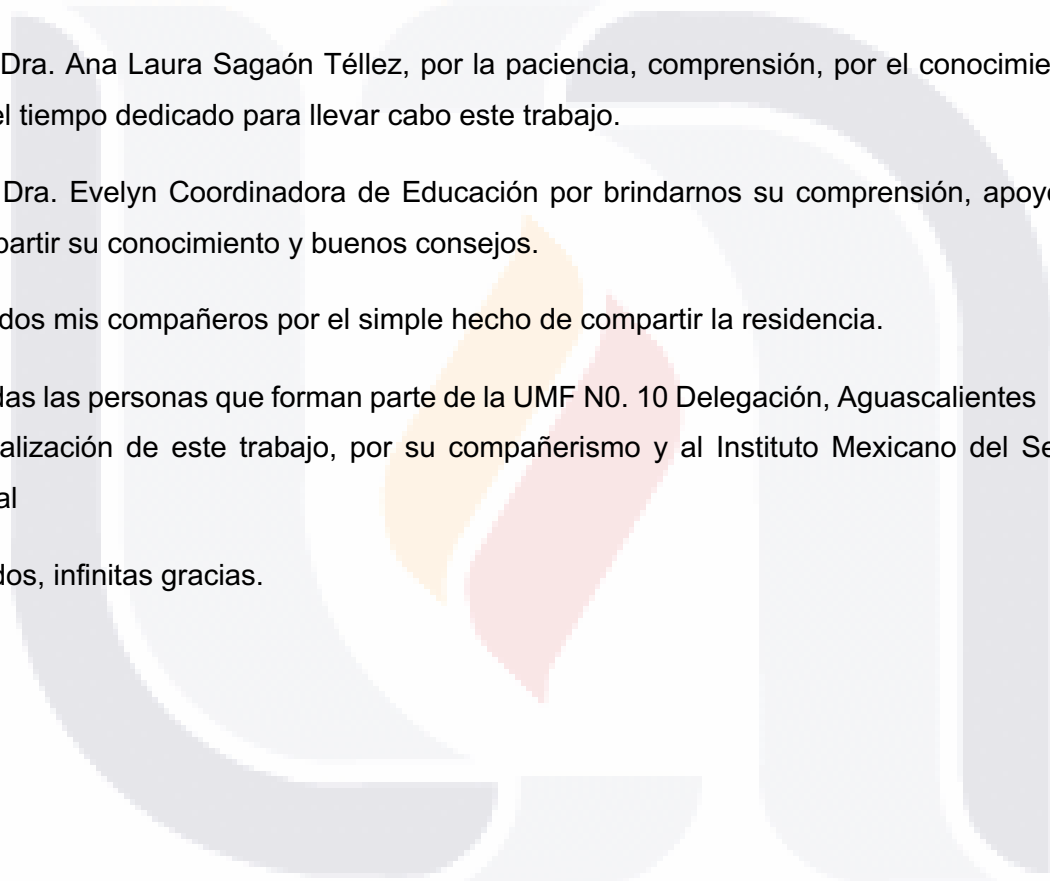 Dra. Ana Laura Sagaón Téllez, por la paciencia, comprensión, por el conocimie
el tiempo dedicado para llevar cabo este trabajo.
Dra. Evelyn Coordinadora de Educación por brindarnos su comprensión, apoyo
partir su conocimiento y buenos consejos.
dos mis compañeros por el simple hecho de compartir la residencia.
das las personas que forman parte de la UMF N0. 10 Delegación, Aguascalientes
alización de este trabajo, por su compañerismo y al Instituto Mexicano del Se
al
dos, infinitas gracias.